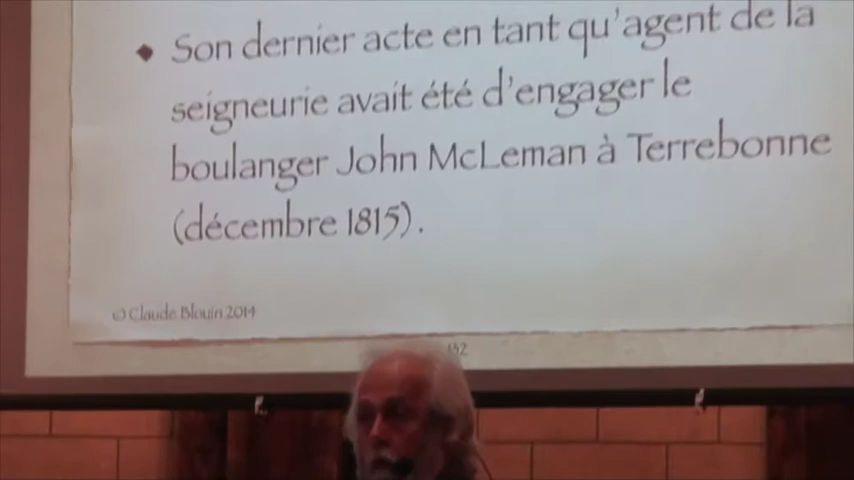 Son dernier acte en tant qu'agent de la
seigneurie avait été d'engager le
boulanger John McLeman à Terrebonne
(décembre 1815).
© Claude Blouin 2014
132